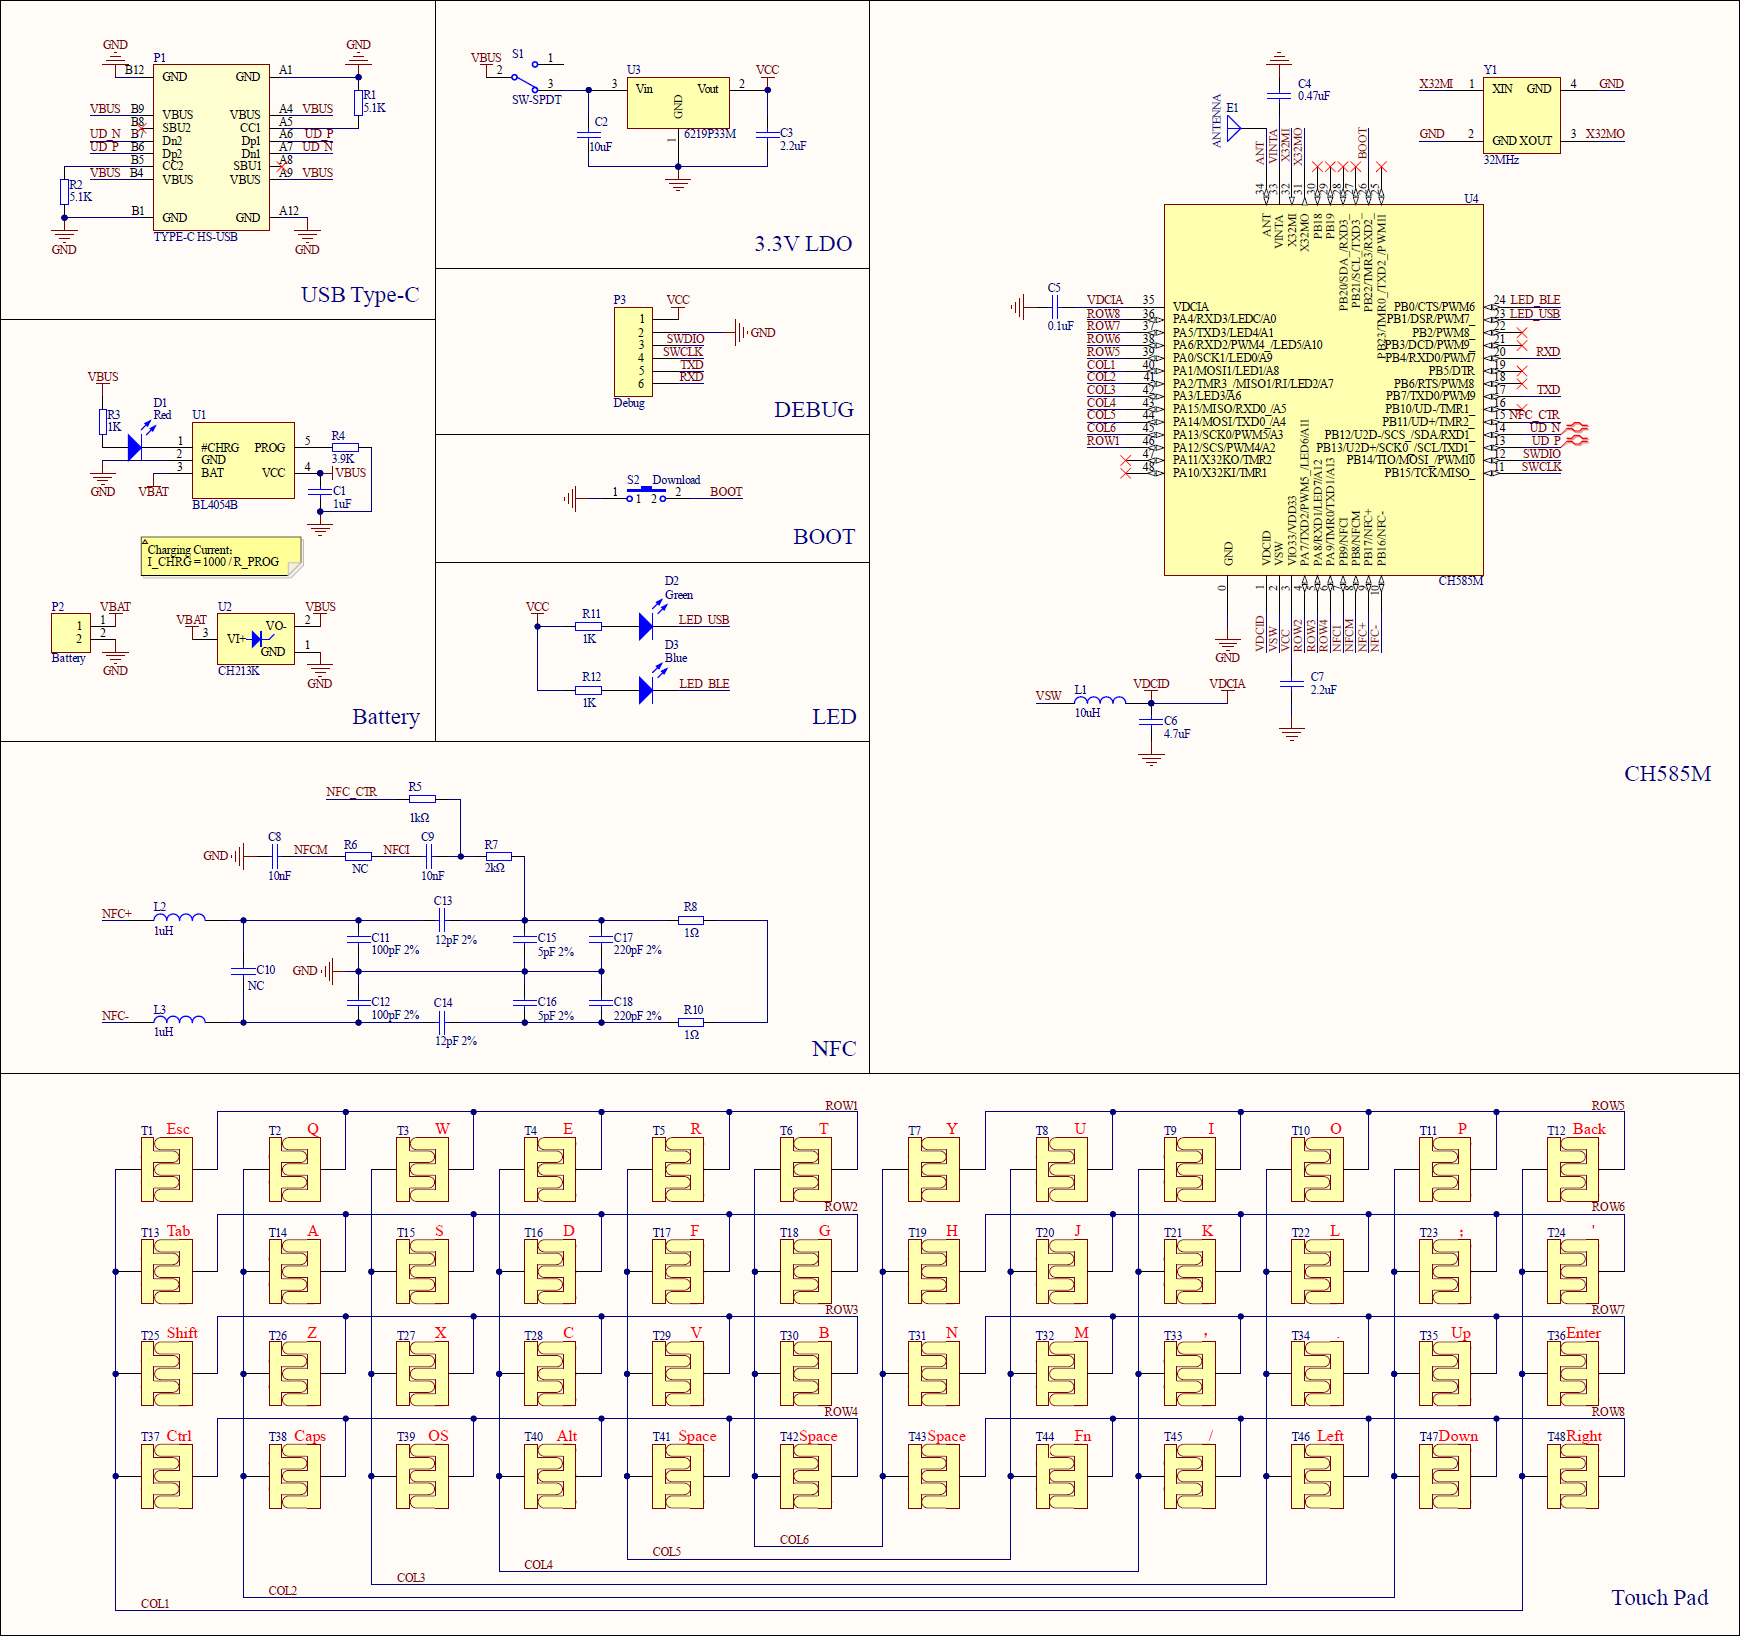 GND
GND
P1
B12 GND GND A1
R1
5.1K
VBUS B9 VBUS VBUS A4 VBUS
B8 SBU2 CC1 A5
UD_N B7 Dn2 Dp1 A6 UD_P
UD_P B6 Dp2 Dn1 A7 UD_N
B5 CC2 SBU1 A8
VBUS B4 VBUS VBUS A9 VBUS
R2
5.1K
B1 GND GND A12
TYPE-C HS-USB
GND
GND
USB Type-C
VBUS
S1
1
2
3
SW-SPDT
U3
3 Vin Vout 2
GND
1
6219P33M
VCC
C2
10uF
C3
2.2uF
3.3V LDO
P3
VCC
1
2 GND
3 SWDIO
4 SWCLK
5 TXD
6 RXD
Debug
DEBUG
S2 Download
1 1 2 2 BOOT
BOOT
VCC
D2
Green
R11
1K
LED_USB
D3
Blue
R12
1K
LED_BLE
LED
VBUS
R3
1K
D1
Red
U1
1 #CHRG PROG 5
2 GND
3 BAT VCC 4
BL4054B
GND
VBAT
R4
3.9K
VBUS
C1
1uF
Charging Current:
I_CHRG = 1000 / R_PROG
P2
VBAT
1 1
2 2
Battery
GND
U2
VBAT
3 VI+ VO- 2
VBUS
GND 1
CH213K
GND
Battery
NFC_CTR
R5
1kΩ
GND
C8
10nF
NFCM
R6
NC
NFCI
C9
10nF
R7
2kΩ
NFC+
L2
1uH
C13
12pF 2%
R8
1Ω
C11
100pF 2%
C15
5pF 2%
C17
220pF 2%
C10
NC
GND
C12
100pF 2%
C14
12pF 2%
C16
5pF 2%
C18
220pF 2%
NFC-
L3
1uH
R10
1Ω
NFC
C4
0.47uF
E1
ANTENNA
ANT
VINTA
X32MI
X32MO
BOOT
34
33
32
31
30
29
28
27
26
25
Y1
X32MI 1 XIN GND 4 GND
GND 2 GND XOUT 3 X32MO
32MHz
U4
ANT
VINTA
X32MI
X32MO
PB18
PB19
PB20/SDA_/RXD3_
PB21/SCL_/TXD3_
PB22/TMR3/RXD2_
PB23/TMR0_/TXD2_/PWM11
C5
0.1uF
VDCIA 35 VDCIA
ROW8 36 PA4/RXD3/LEDC/A0
ROW7 37 PA5/TXD3/LED4/A1
ROW6 38 PA6/RXD2/PWM4_/LED5/A10
ROW5 39 PA0/SCK1/LED0/A9
COL1 40 PA1/MOSI1/LED1/A8
COL2 41 PA2/TMR3_/MISO1/RI/LED2/A7
COL3 42 PA3/LED3/A6
COL4 43 PA15/MISO/RXD0_/A5
COL5 44 PA14/MOSI/TXD0_/A4
COL6 45 PA13/SCK0/PWM5/A3
ROW1 46 PA12/SCS/PWM4/A2
47 PA11/X32KO/TMR2
48 PA10/X32KI/TMR1
PB0/CTS/PWM6 24 LED_BLE
PB1/DSR/PWM7_ 23 LED_USB
PB2/PWM8_ 22
PB3/DCD/PWM9_ 21
PB4/RXD0/PWM7 20 RXD
PB5/DTR 19
PB6/RTS/PWM8 18
PB7/TXD0/PWM9 17 TXD
PB10/UD-/TMR1_ 16
PB11/UD+/TMR2_ 15 NFC_CTR
PB12/U2D-/SCS_/SDA/RXD1_ 14 UD_N
PB13/U2D+/SCK0_/SCL/TXD1_ 13 UD_P
PB14/TIO/MOSI_/PWM10 12 SWDIO
PB15/TCK/MISO_ 11 SWCLK
GND
VDCID
VSW
VIO33/VDD33
PA7/TXD2/PWM5_/LED6/A11
PA8/RXD1/LED7/A12
PA9/TMR0/TXD1/A13
PB9/NFCI
PB8/NFCM
PB17/NFC+
PB16/NFC-
CH585M
0
1
2
3
4
5
6
7
8
9
10
VDCID
VSW
VCC
ROW2
ROW3
ROW4
NFCI
NFCM
NFC+
NFC-
GND
VSW
L1
10uH
VDCID
VDCIA
C6
4.7uF
C7
2.2uF
CH585M
ROW1
ROW5
T1 Esc T2 Q T3 W T4 E T5 R T6 T T7 Y T8 U T9 I T10 O T11 P T12 Back
ROW2
ROW6
T13 Tab T14 A T15 S T16 D T17 F T18 G T19 H T20 J T21 K T22 L T23 ; T24 '
ROW3
ROW7
T25 Shift T26 Z T27 X T28 C T29 V T30 B T31 N T32 M T33 , T34 . T35 Up T36 Enter
ROW4
ROW8
T37 Ctrl T38 Caps T39 OS T40 Alt T41 Space T42 Space T43 Space T44 Fn T45 / T46 Left T47 Down T48 Right
COL6
COL5
COL4
COL3
COL2
COL1
Touch Pad